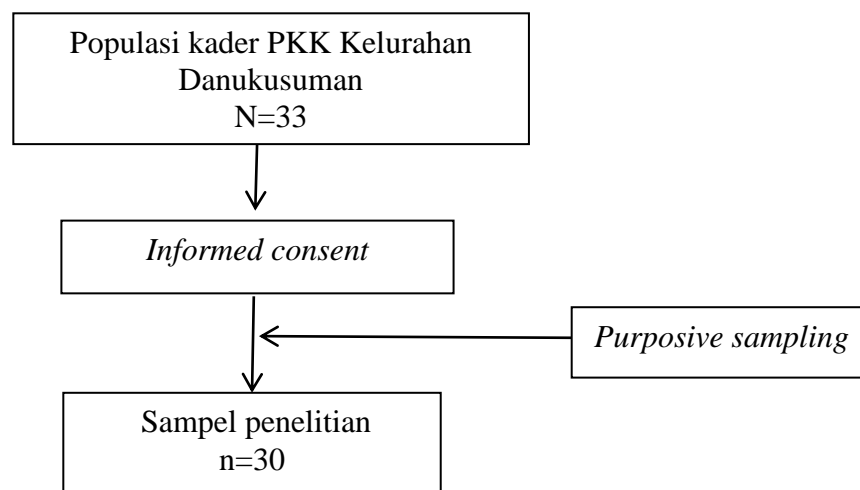 Populasi kader PKK Kelurahan
Danukusuman
N=33
Informed consent
Purposive sampling
Sampel penelitian
n=30